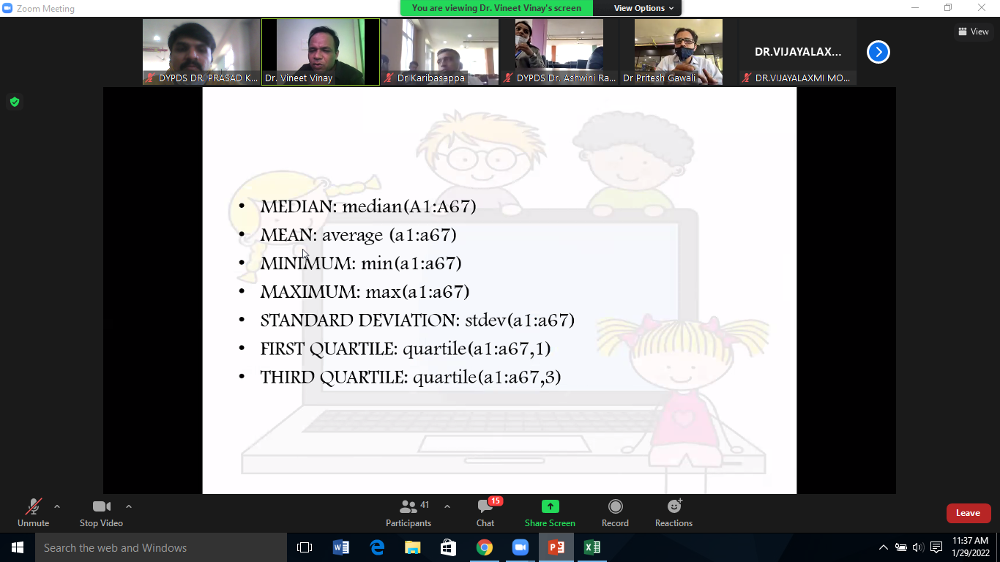 Zoom Meeting
You are viewing Dr. Vineet Vinay's screen
View Options
View
DYPDS DR. PRASAD K...
Dr. Vineet Vinay
Dr Karibasappa
DYPDS Dr. Ashwini Ra...
Dr Pritesh Gawali
DR.VIJAYALAX...
DR.VIJAYALAXMI MO...
• MEDIAN: median(A1:A67)
• MEAN: average (a1:a67)
• MINIMUM: min(a1:a67)
• MAXIMUM: max(a1:a67)
• STANDARD DEVIATION: stdev(a1:a67)
• FIRST QUARTILE: quartile(a1:a67,1)
• THIRD QUARTILE: quartile(a1:a67,3)
Unmute
Stop Video
41
Participants
15
Chat
Share Screen
Record
Reactions
Leave
Search the web and Windows
11:37 AM
1/29/2022